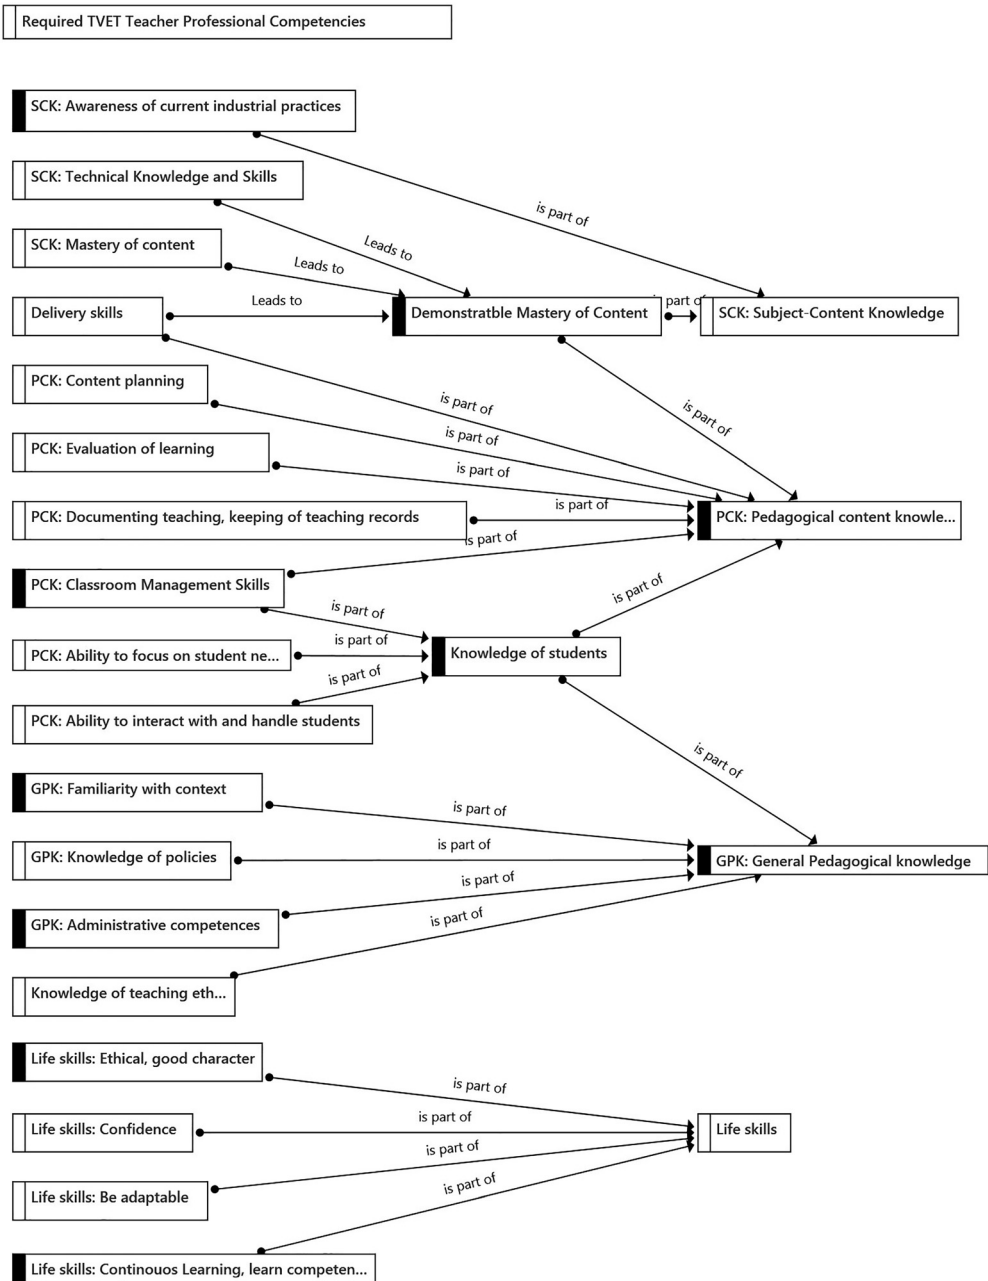 Required TVET Teacher Professional Competencies
SCK: Awareness of current industrial practices
SCK: Technical Knowledge and Skills
is part of
SCK: Mastery of content
Leads to
Leads to
Delivery skills
Leads to
Demonstratble Mastery of Content
part of
SCK: Subject-Content Knowledge
PCK: Content planning
is part of
is part of
is part of
PCK: Evaluation of learning
is part of
PCK: Documenting teaching, keeping of teaching records
is part of
PCK: Pedagogical content knowle...
is part of
PCK: Classroom Management Skills
is part of
is part of
PCK: Ability to focus on student ne...
is part of
Knowledge of students
is part of
PCK: Ability to interact with and handle students
is part of
GPK: Familiarity with context
is part of
GPK: Knowledge of policies
is part of
GPK: General Pedagogical knowledge
is part of
GPK: Administrative competences
is part of
Knowledge of teaching eth...
Life skills: Ethical, good character
is part of
Life skills: Confidence
is part of
Life skills
is part of
Life skills: Be adaptable
is part of
Life skills: Continouos Learning, learn competen...